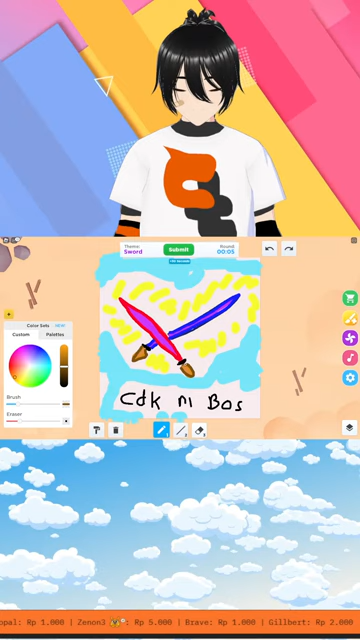 Theme:
Sword
Submit
Round:
00:05
Color Sets NEW
Custom Palettes
Brush
Eraser
Cdk ni Bos
opal: Rp 1.000 | Zenon3 : Rp 5.000 | Brave: Rp 1.000 | Gillbert: Rp 2.000